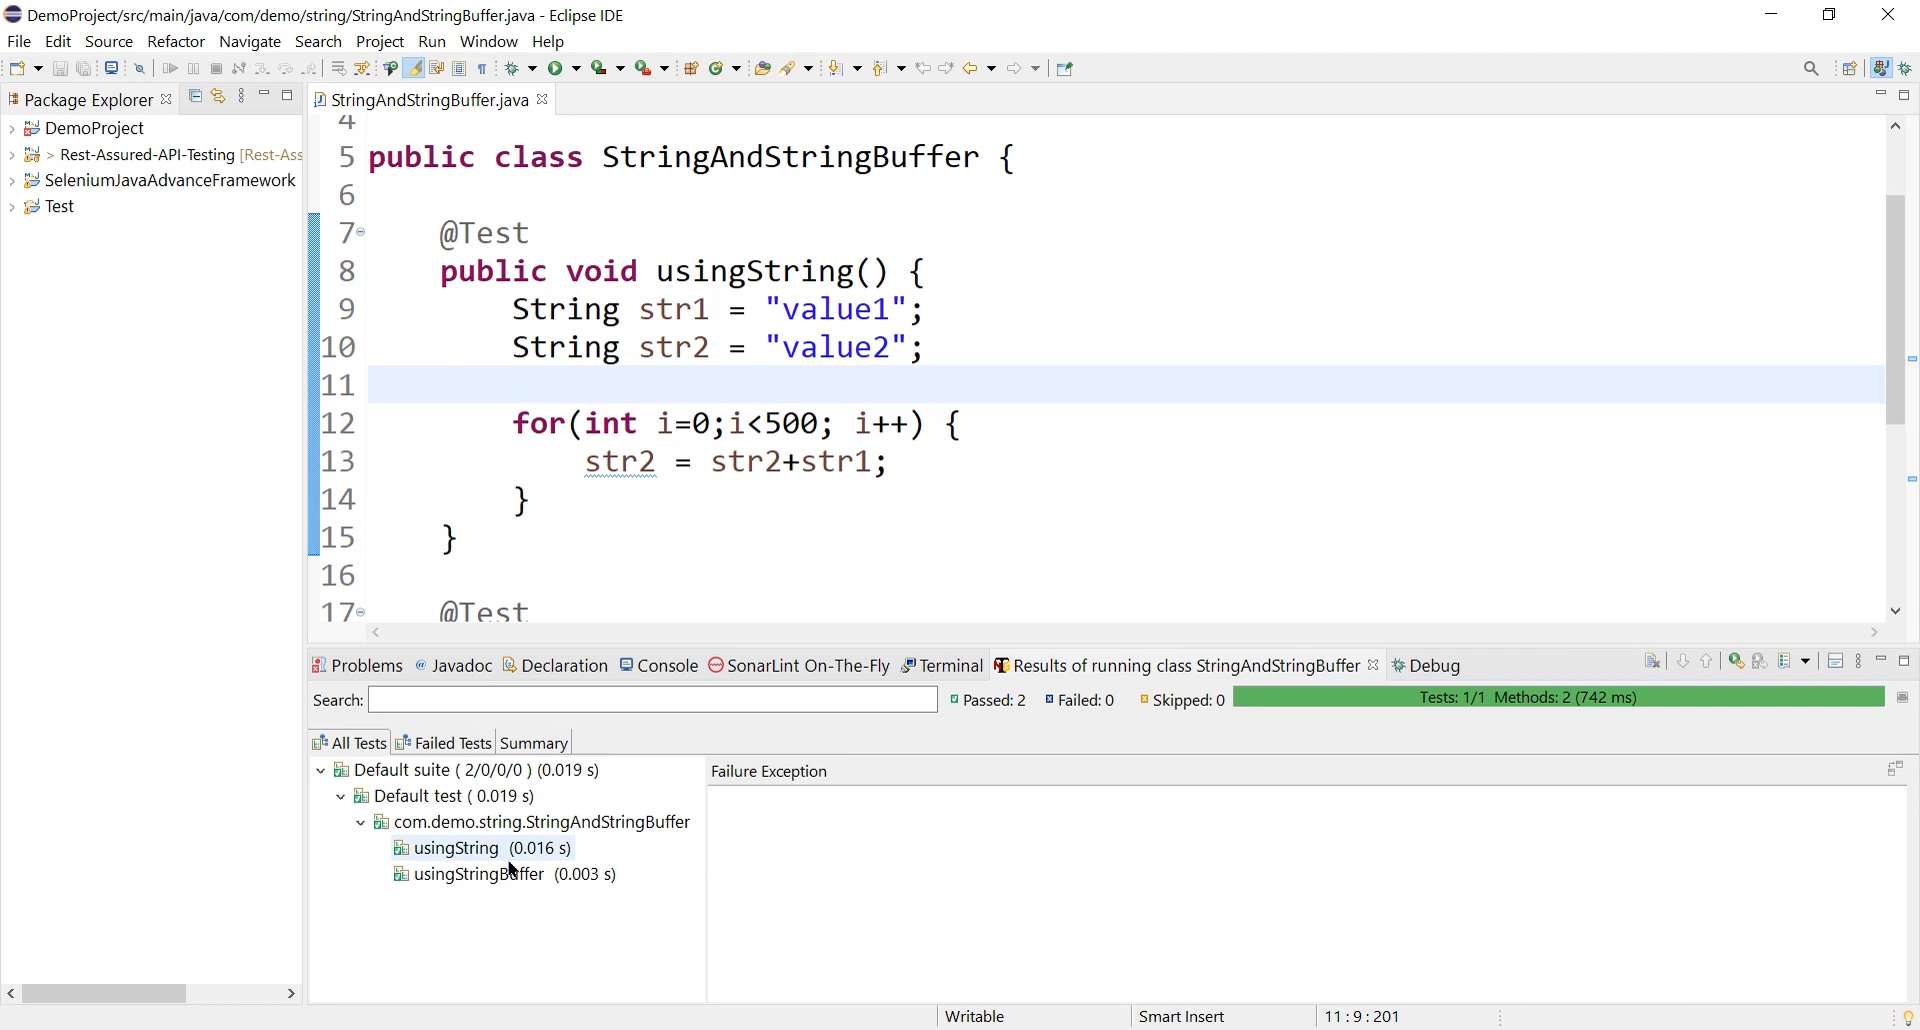 DemoProject/src/main/java/com/demo/string/StringAndStringBuffer.java - Eclipse IDE
File Edit Source Refactor Navigate Search Project Run Window Help
Package Explorer
StringAndStringBuffer.java
DemoProject
> Rest-Assured-API-Testing [Rest-Ass
SeleniumJavaAdvanceFramework
Test
4
5 public class StringAndStringBuffer {
6
7 @Test
8 public void usingString() {
9 String str1 = "value1";
10 String str2 = "value2";
11
12 for(int i=0;i<500; i++) {
13 str2 = str2+str1;
14 }
15 }
16
17 @Test
Problems @ Javadoc Declaration Console SonarLint On-The-Fly Terminal Results of running class StringAndStringBuffer Debug
Search: Passed: 2 Failed: 0 Skipped: 0 Tests: 1/1 Methods: 2 (742 ms)
All Tests Failed Tests Summary
Default suite ( 2/0/0/0 ) (0.019 s)
Failure Exception
Default test ( 0.019 s)
com.demo.string.StringAndStringBuffer
usingString (0.016 s)
usingStringBuffer (0.003 s)
Writable Smart Insert 11 : 9 : 201